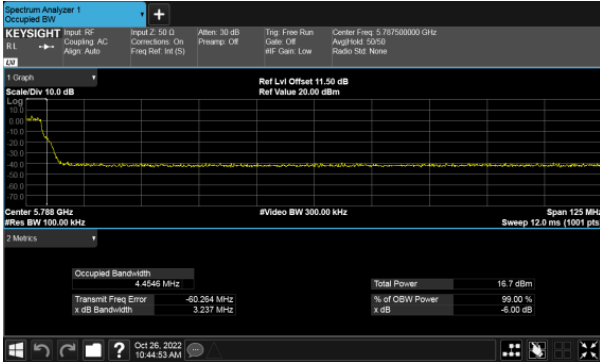 Spectrum Analyzer 1
Occupied BW
+
KEYSIGHT
Input: RF
Coupling: AC
Align: Auto
Input Z: 50 Ω
Corrections: On
Freq Ref: Int (S)
Atten: 30 dB
Preamp: Off
Trig: Free Run
Gate: Off
#IF Gain: Low
Center Freq: 5.787500000 GHz
Avg|Hold: 50/50
Radio Std: None
RL
LXI
1 Graph
Scale/Div 10.0 dB
Ref Lvl Offset 11.50 dB
Ref Value 20.00 dBm
Log
10.0
0.00
-10.0
-20.0
-30.0
-40.0
-50.0
-60.0
-70.0
Center 5.788 GHz
#Res BW 100.00 kHz
#Video BW 300.00 kHz
Span 125 MHz
Sweep 12.0 ms (1001 pts)
2 Metrics
Occupied Bandwidth
4.4546 MHz
Total Power 16.7 dBm
Transmit Freq Error -60.264 MHz
x dB Bandwidth 3.237 MHz
% of OBW Power 99.00 %
x dB -6.00 dB
?
Oct 26, 2022
10:44:53 AM